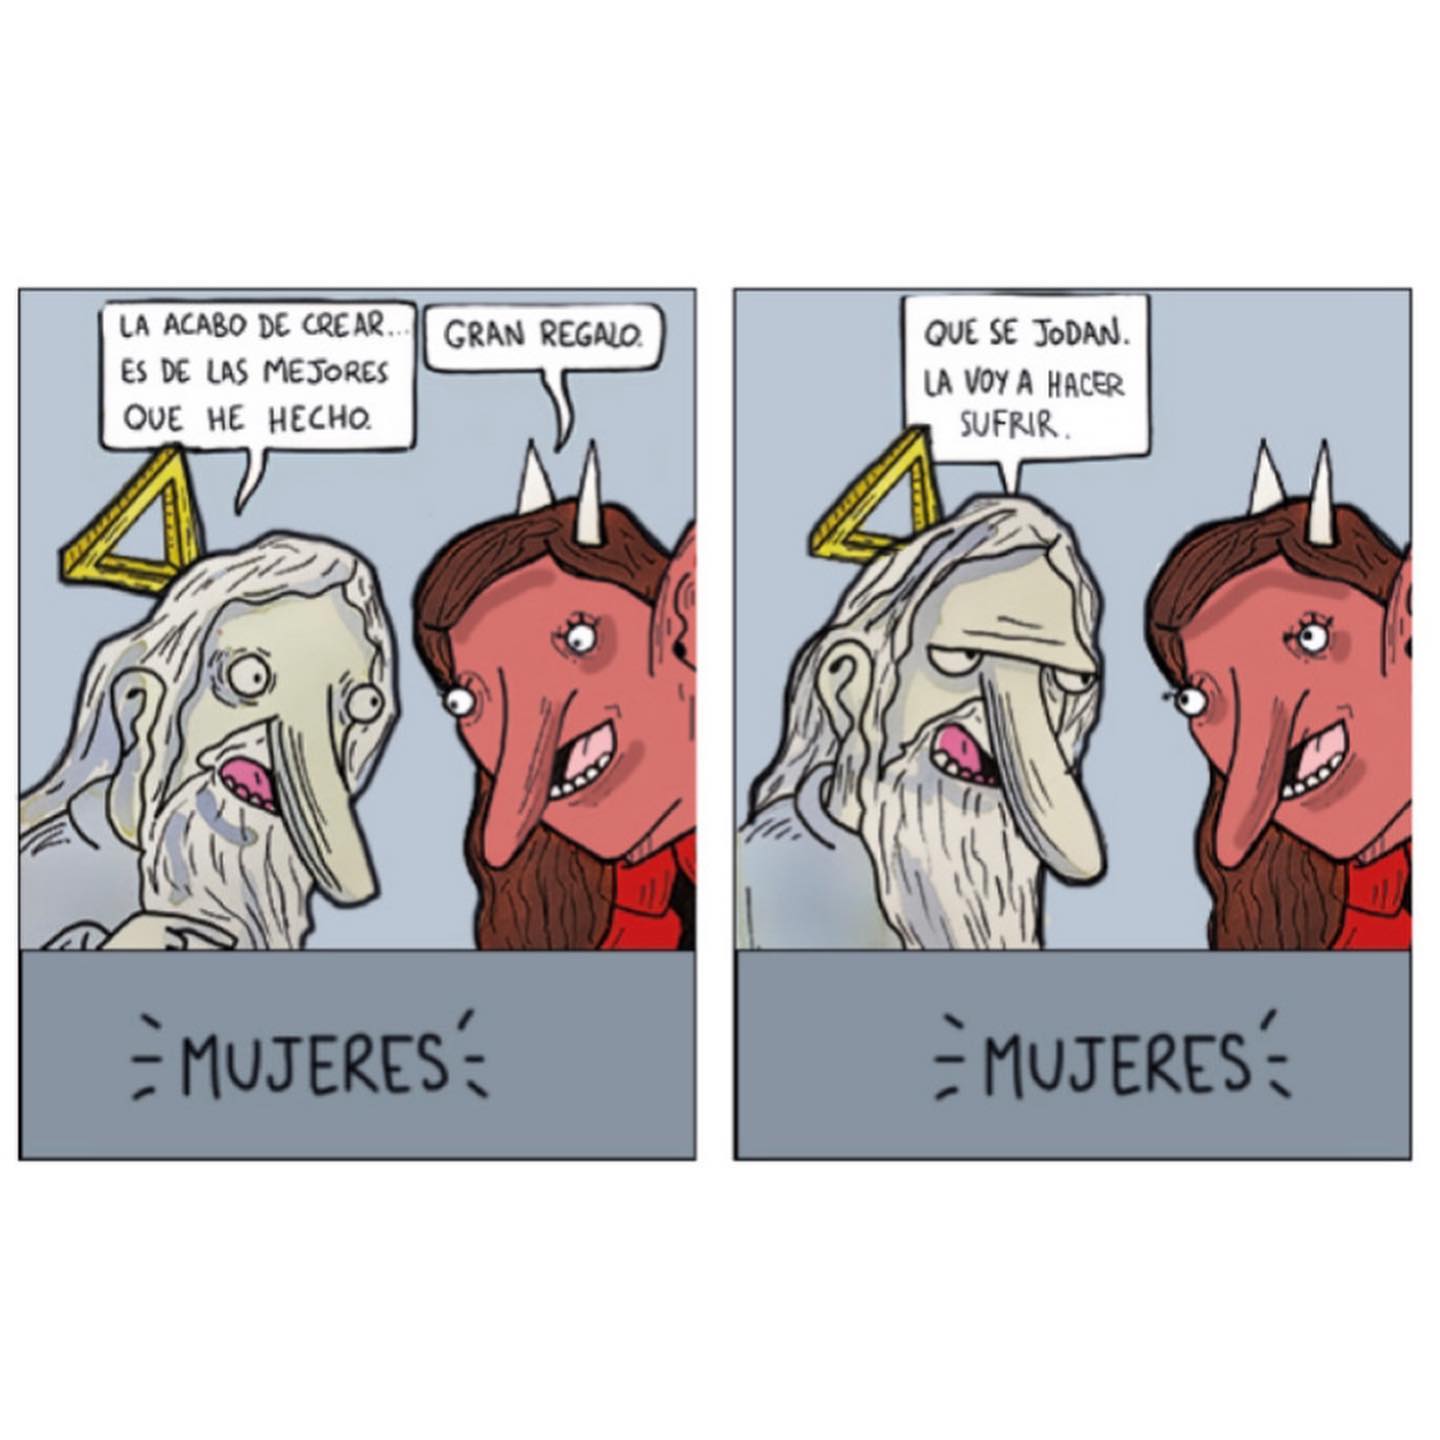 LA ACABO DE CREAR...
ES DE LAS MEJORES
QUE HE HECHO.
GRAN REGALO.
MUJERES
QUE SE JODAN.
LA VOY A HACER
SUFRIR.
MUJERES